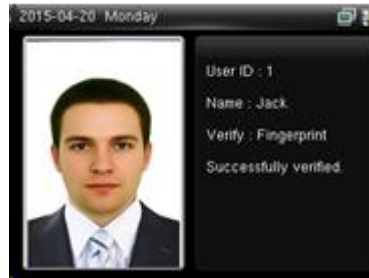 2015-04-20 Monday
User ID : 1
Name : Jack
Verify : Fingerprint
Successfully verified.